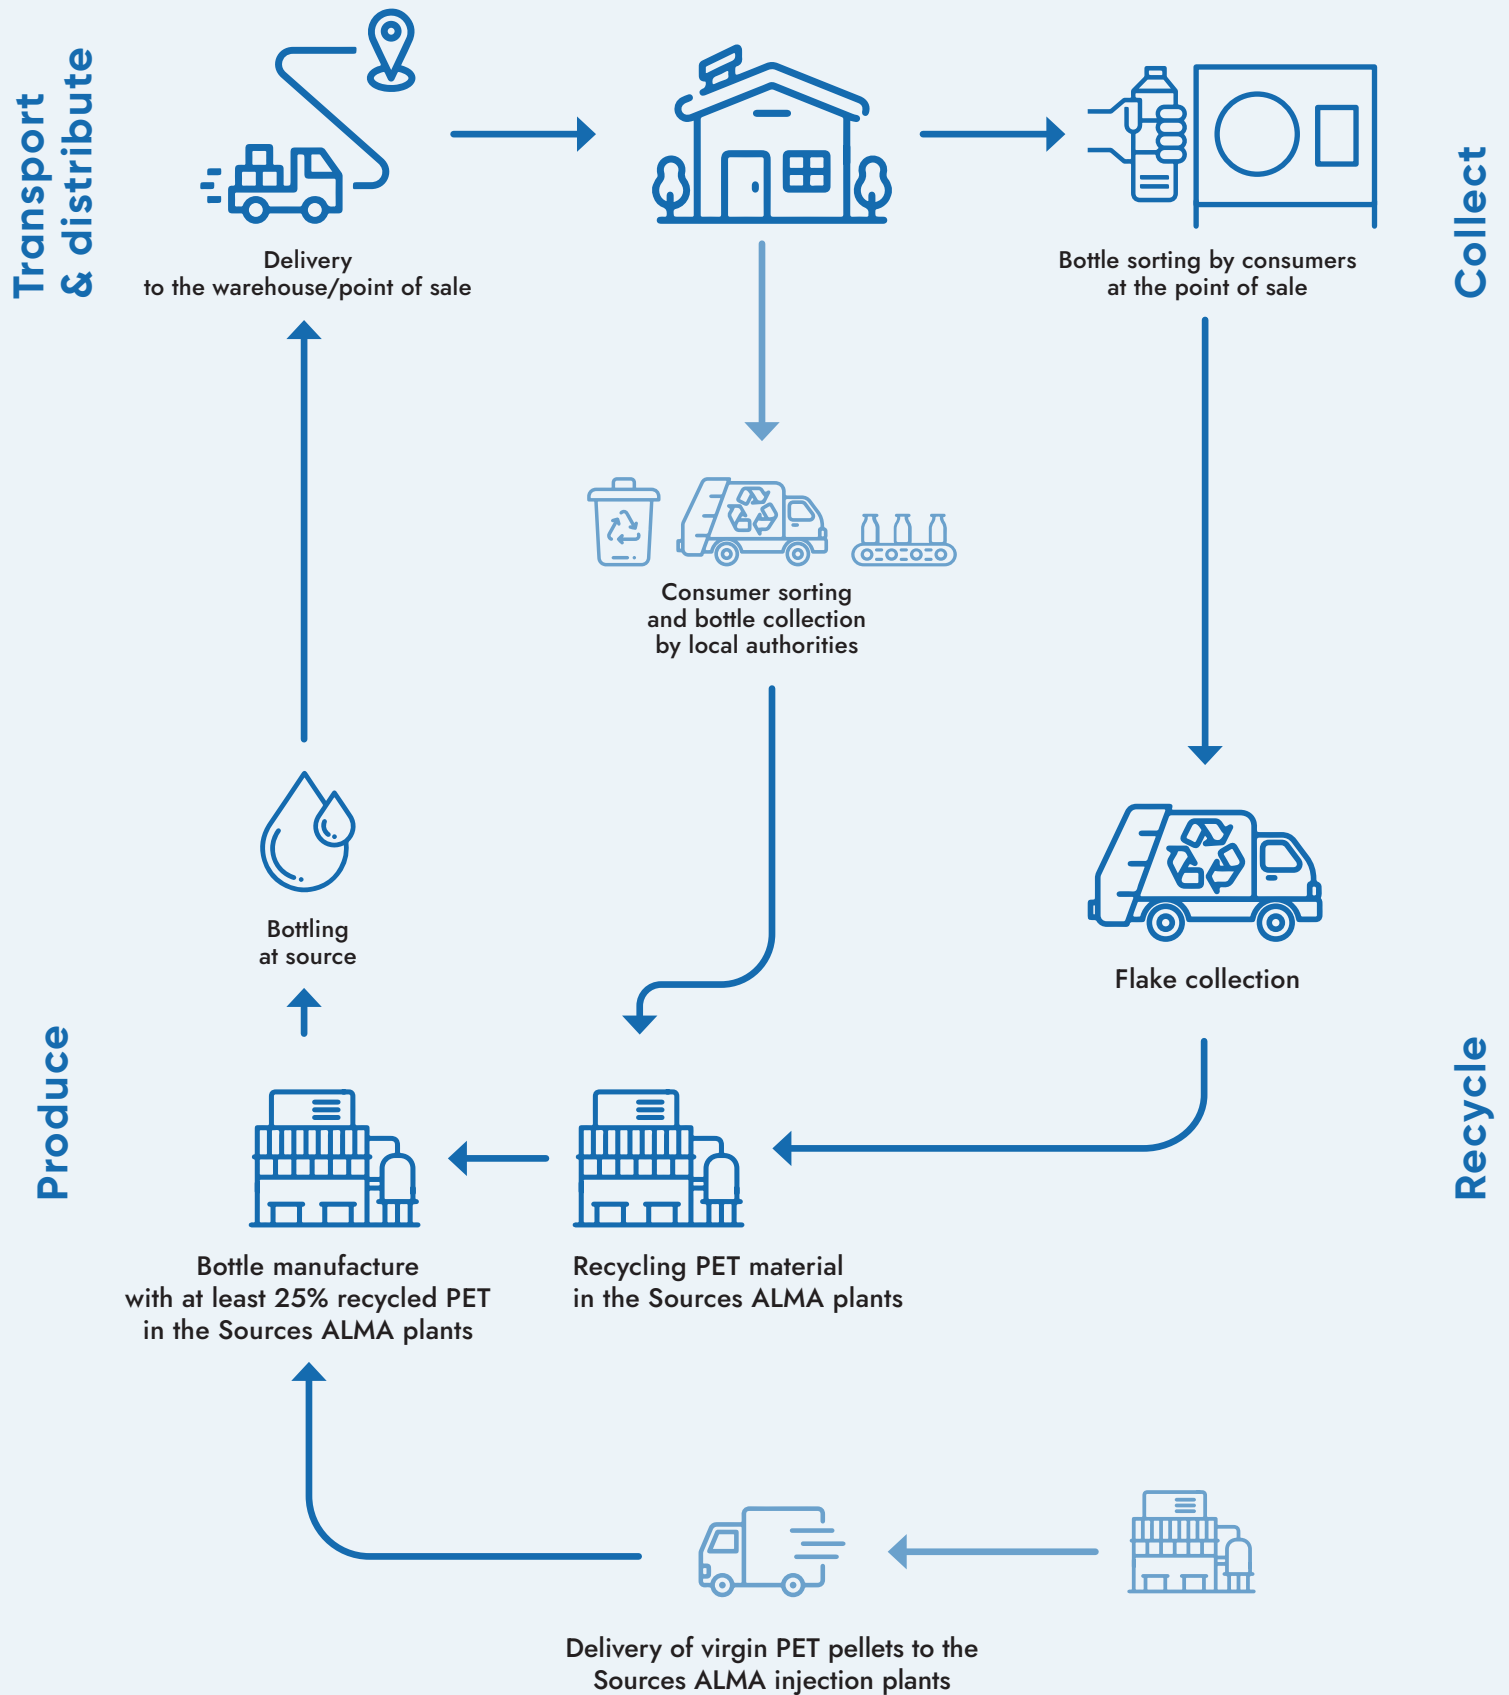 Transport
& distribute
Delivery
to the warehouse/point of sale
Bottle sorting by consumers
at the point of sale
Collect
Consumer sorting
and bottle collection
by local authorities
Bottling
at source
Flake collection
Produce
Recycle
Bottle manufacture
with at least 25% recycled PET
in the Sources ALMA plants
Recycling PET material
in the Sources ALMA plants
Delivery of virgin PET pellets to the
Sources ALMA injection plants